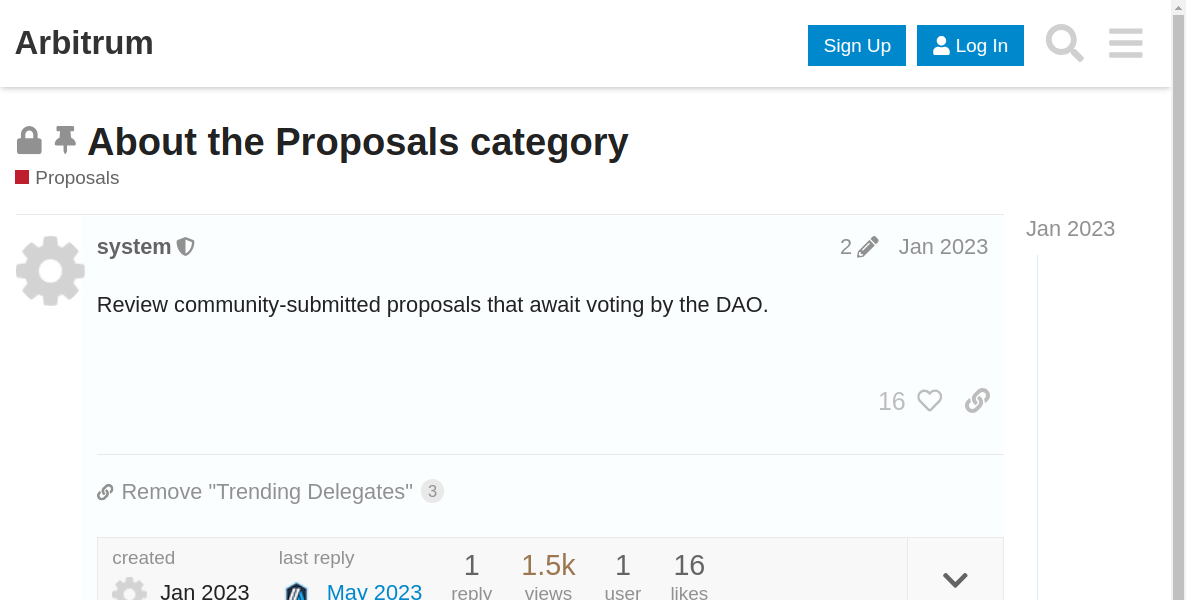 Arbitrum
Sign Up
Log In
About the Proposals category
Proposals
system
2
Jan 2023
Jan 2023
Review community-submitted proposals that await voting by the DAO.
16
Remove "Trending Delegates" 3
created
last reply
1
1.5k
1
16
Jan 2023
May 2023
reply
views
user
likes